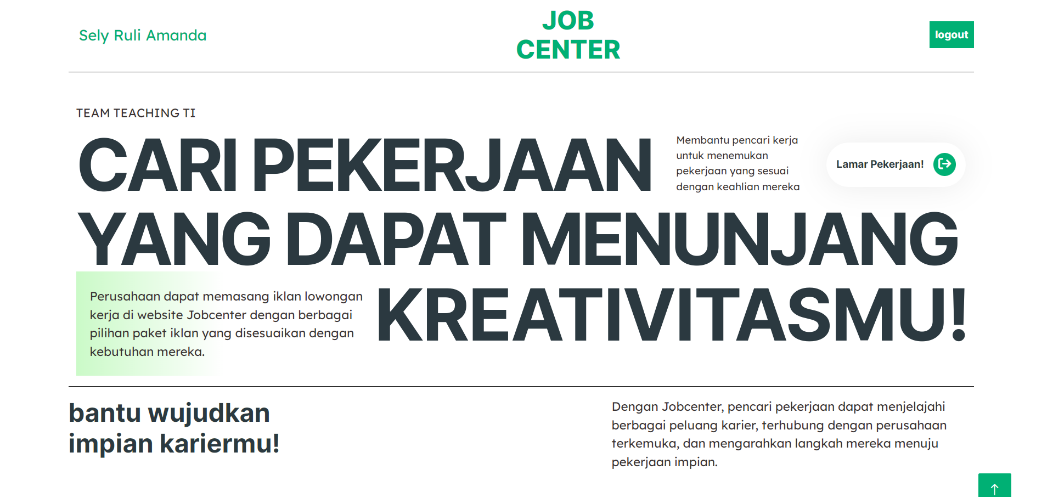 Sely Ruli Amanda
JOB
CENTER
logout
TEAM TEACHING TI
CARI PEKERJAAN
Membantu pencari kerja
untuk menemukan
pekerjaan yang sesuai
dengan keahlian mereka
Lamar Pekerjaan!
YANG DAPAT MENUNJANG
Perusahaan dapat memasang iklan lowongan
kerja di website Jobcenter dengan berbagai
pilihan paket iklan yang disesuaikan dengan
kebutuhan mereka.
KREATIVITASMU!
bantu wujudkan
impian kariermu!
Dengan Jobcenter, pencari pekerjaan dapat menjelajahi
berbagai peluang karier, terhubung dengan perusahaan
terkemuka, dan mengarahkan langkah mereka menuju
pekerjaan impian.